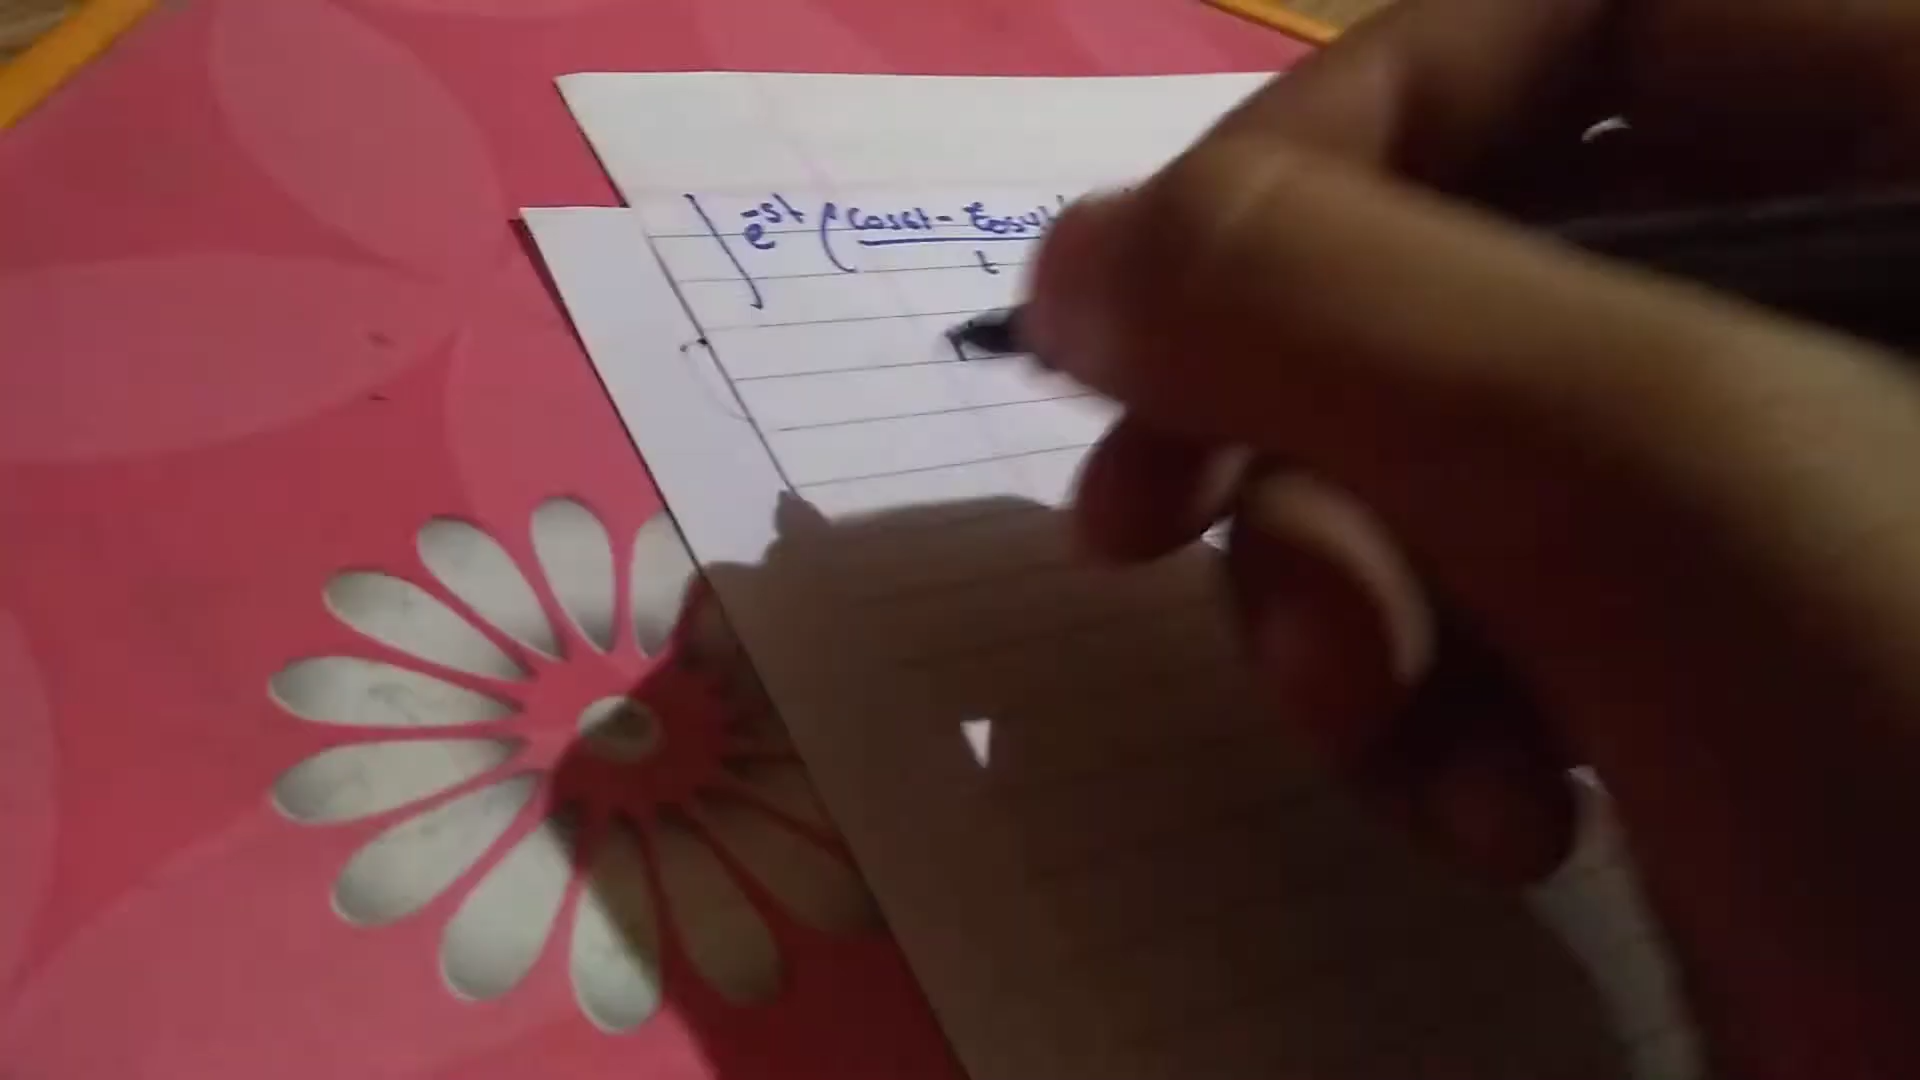 ∫ e^-st ( cos6t - cos4t / t